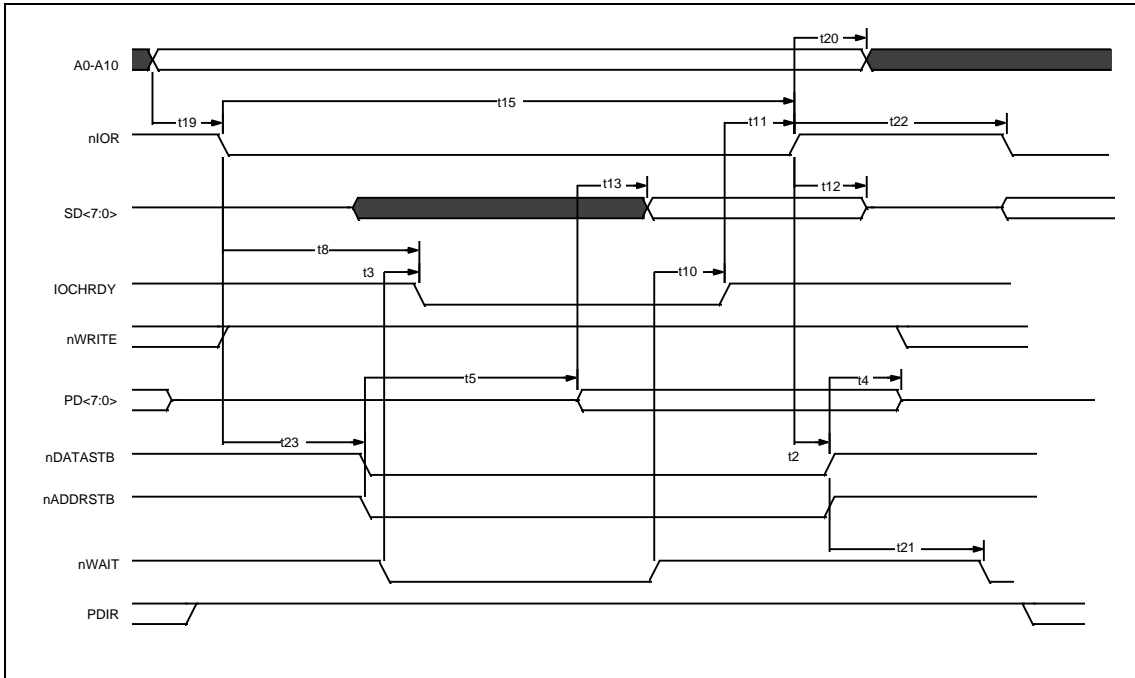 t20
A0-A10
t15
t19
t11
t22
nIOR
t13
t12
SD<7:0>
t8
t3
t10
IOCHRDY
nWRITE
t5
t4
PD<7:0>
t23
t2
nDATASTB
nADDRSTB
t21
nWAIT
PDIR